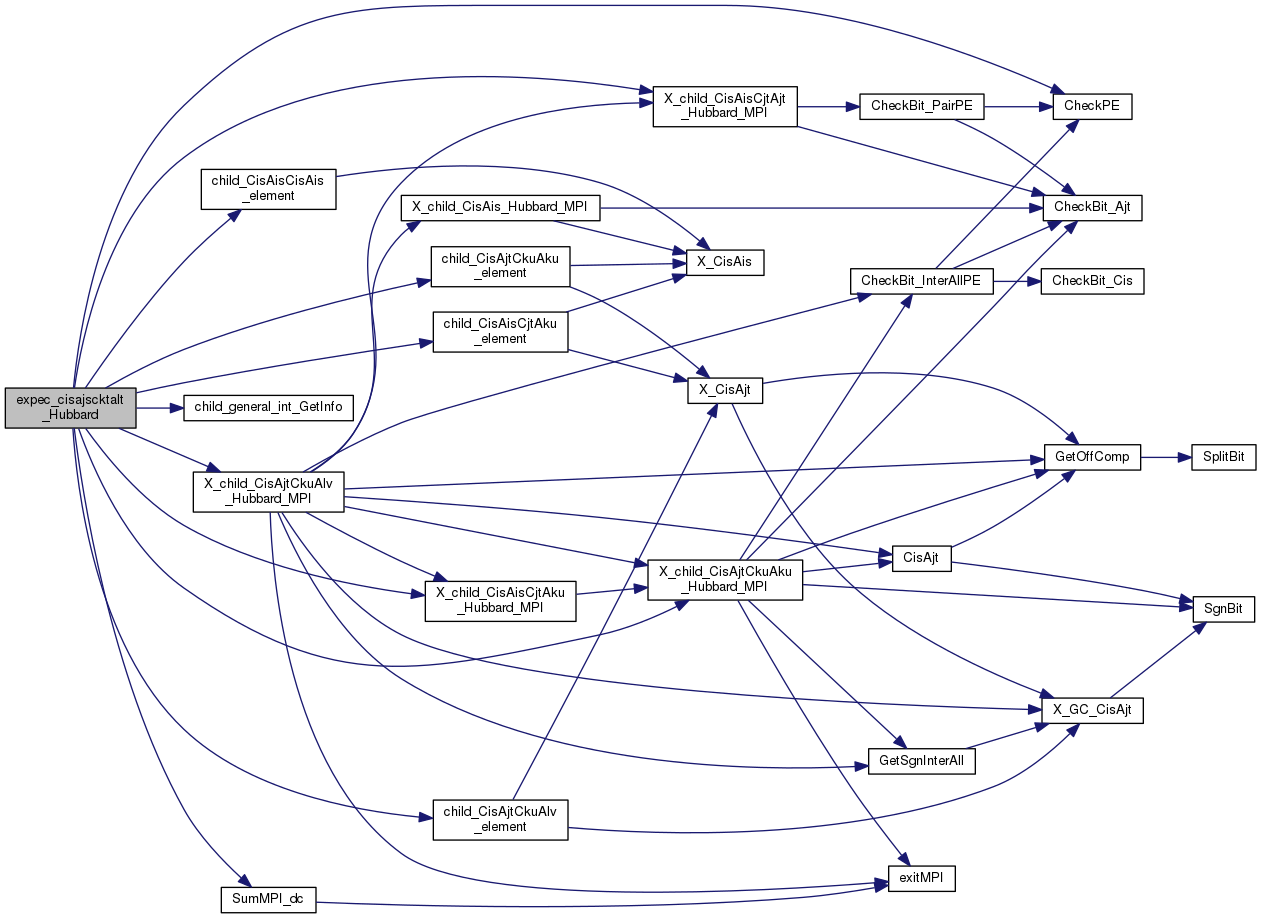 X_child_CisAisCjtAjt
_Hubbard_MPI
CheckBit_PairPE
CheckPE
child_CisAisCisAis
_element
X_child_CisAis_Hubbard_MPI
CheckBit_Ajt
child_CisAjtCkuAku
_element
X_CisAis
CheckBit_InterAllPE
CheckBit_Cis
child_CisAisCjtAku
_element
X_CisAjt
expec_cisajscktalt
_Hubbard
child_general_int_GetInfo
GetOffComp
SplitBit
X_child_CisAjtCkuAlv
_Hubbard_MPI
CisAjt
X_child_CisAjtCkuAku
_Hubbard_MPI
X_child_CisAisCjtAku
_Hubbard_MPI
SgnBit
X_GC_CisAjt
GetSgnInterAll
child_CisAjtCkuAlv
_element
exitMPI
SumMPI_dc